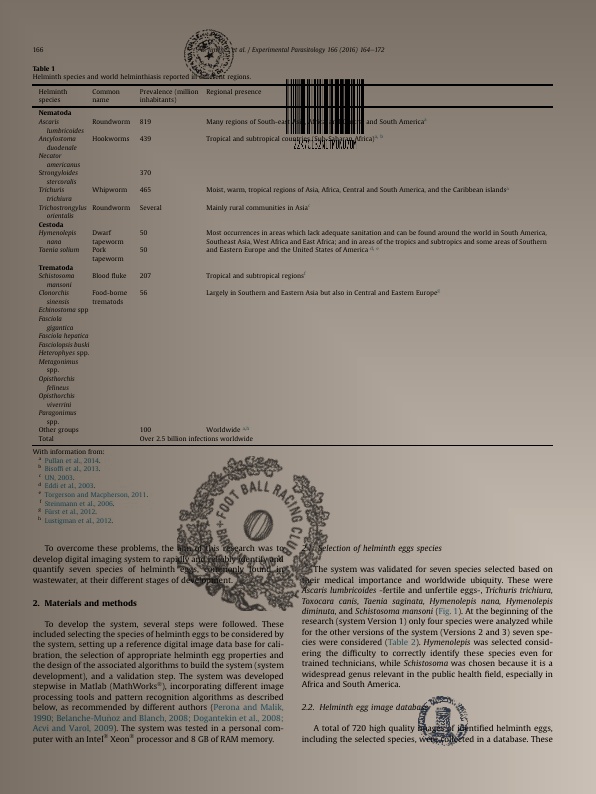 166
et al. / Experimental Parasitology 166 (2016) 164–172
Table 1
Helminth species and world helminthiasis reported in different regions.
Helminth species Common name Prevalence (million inhabitants) Regional presence
Nematoda
Ascaris lumbricoides Roundworm 819 Many regions of South-east Asia, Africa and South America
Ancylostoma duodenale Hookworms 439 Tropical and subtropical countries (Sub-Saharan Africa)
Necator americanus
Strongyloides stercoralis 370
Trichuris trichiura Whipworm 465 Moist, warm, tropical regions of Asia, Africa, Central and South America, and the Caribbean islands
Trichostrongylus orientalis Roundworm Several Mainly rural communities in Asia
Cestoda
Hymenolepis nana Dwarf tapeworm 50 Most occurrences in areas which lack adequate sanitation and can be found around the world in South America,
Southeast Asia, West Africa and East Africa; and in areas of the tropics and subtropics and some areas of Southern
Taenia solium Pork tapeworm 50 and Eastern Europe and the United States of America
Trematoda
Schistosoma mansoni Blood fluke 207 Tropical and subtropical regions
Clonorchis sinensis Food-borne trematods 56 Largely in Southern and Eastern Asia but also in Central and Eastern Europe
Echinostoma spp
Fasciola gigantica
Fasciola hepatica
Fasciolopsis buski
Heterophyes spp.
Metagonimus spp.
Opisthorchis felineus
Opisthorchis viverrini
Paragonimus spp.
Other groups 100 Worldwide
Total Over 2.5 billion infections worldwide
With information from:
a Pullan et al., 2014.
b Bisoffi et al., 2013.
c UN, 2003.
d Eddi et al., 2003.
e Torgerson and Macpherson, 2011.
f Steinmann et al., 2006.
g Fürst et al., 2012.
h Lustigman et al., 2012.
FOOT BALL RACING CLUB
To overcome these problems, the aim of this research was to
develop digital imaging system to rapidly and reliably identify and
quantify seven species of helminth eggs, commonly found in
wastewater, at their different stages of development.
2. Materials and methods
To develop the system, several steps were followed. These
included selecting the species of helminth eggs to be considered by
the system, setting up a reference digital image data base for cali-
bration, the selection of appropriate helminth egg properties and
the design of the associated algorithms to build the system (system
development), and a validation step. The system was developed
stepwise in Matlab (MathWorks®), incorporating different image
processing tools and pattern recognition algorithms as described
below, as recommended by different authors (Perona and Malik,
1990; Belanche-Muñoz and Blanch, 2008; Dogantekin et al., 2008;
Acvi and Varol, 2009). The system was tested in a personal com-
puter with an Intel® Xeon® processor and 8 GB of RAM memory.
2.1. Selection of helminth eggs species
The system was validated for seven species selected based on
their medical importance and worldwide ubiquity. These were
Ascaris lumbricoides -fertile and unfertile eggs-, Trichuris trichiura,
Toxocara canis, Taenia saginata, Hymenolepis nana, Hymenolepis
diminuta, and Schistosoma mansoni (Fig. 1). At the beginning of the
research (system Version 1) only four species were analyzed while
for the other versions of the system (Versions 2 and 3) seven spe-
cies were considered (Table 2). Hymenolepis was selected consid-
ering the difficulty to correctly identify these species even for
trained technicians, while Schistosoma was chosen because it is a
widespread genus relevant in the public health field, especially in
Africa and South America.
2.2. Helminth egg image database
A total of 720 high quality images of identified helminth eggs,
including the selected species, were collected in a database. These